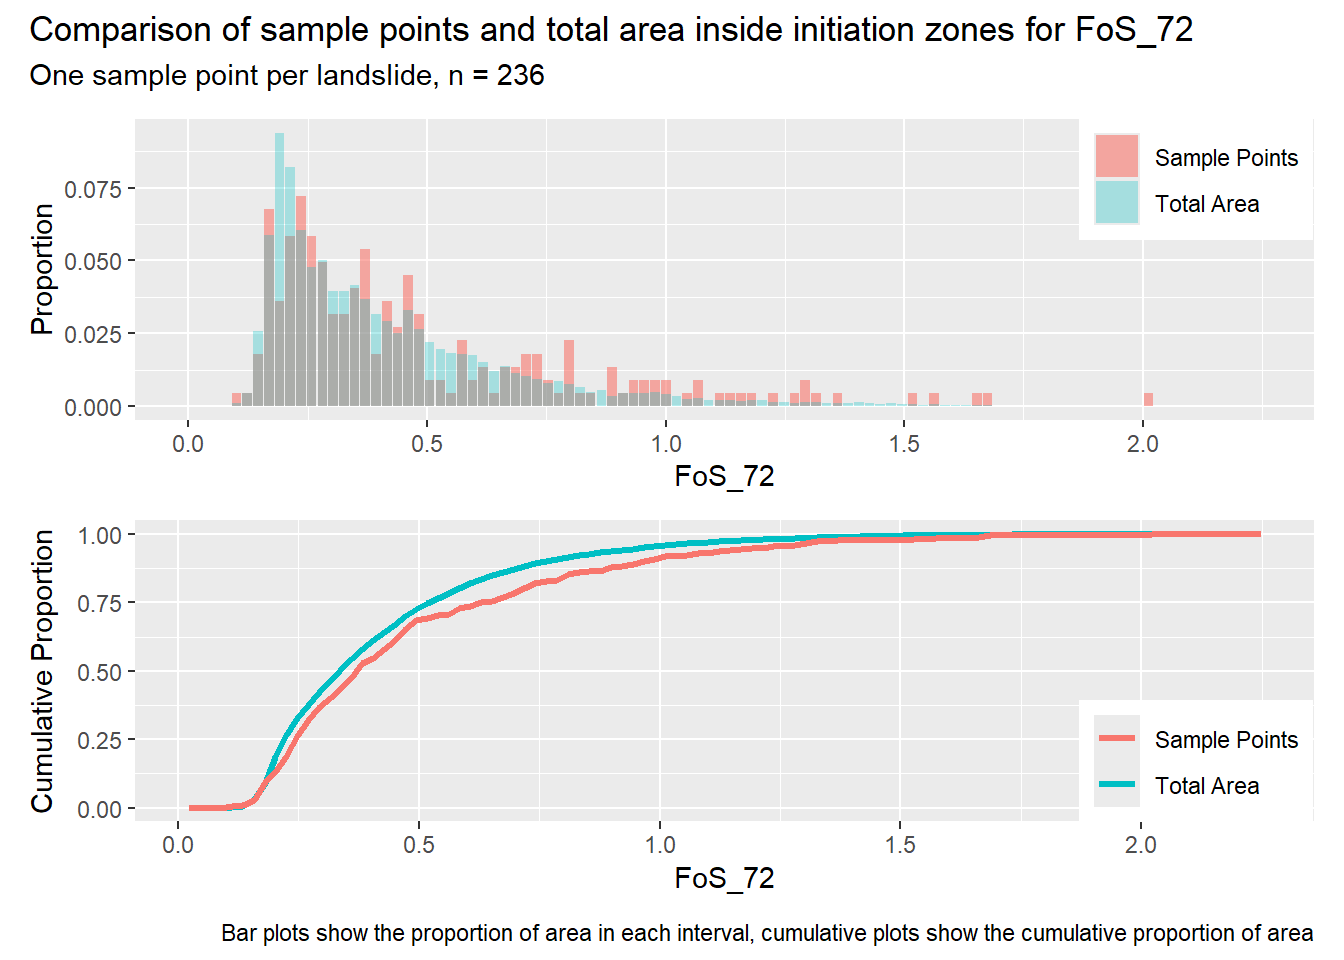 Comparison of sample points and total area inside initiation zones for FoS_72
One sample point per landslide, n = 236
Proportion
0.075
0.050
0.025
0.000
0.0 0.5 1.0 1.5 2.0
FoS_72
Sample Points
Total Area
Cumulative Proportion
1.00
0.75
0.50
0.25
0.00
0.0 0.5 1.0 1.5 2.0
FoS_72
Sample Points
Total Area
Bar plots show the proportion of area in each interval, cumulative plots show the cumulative proportion of area